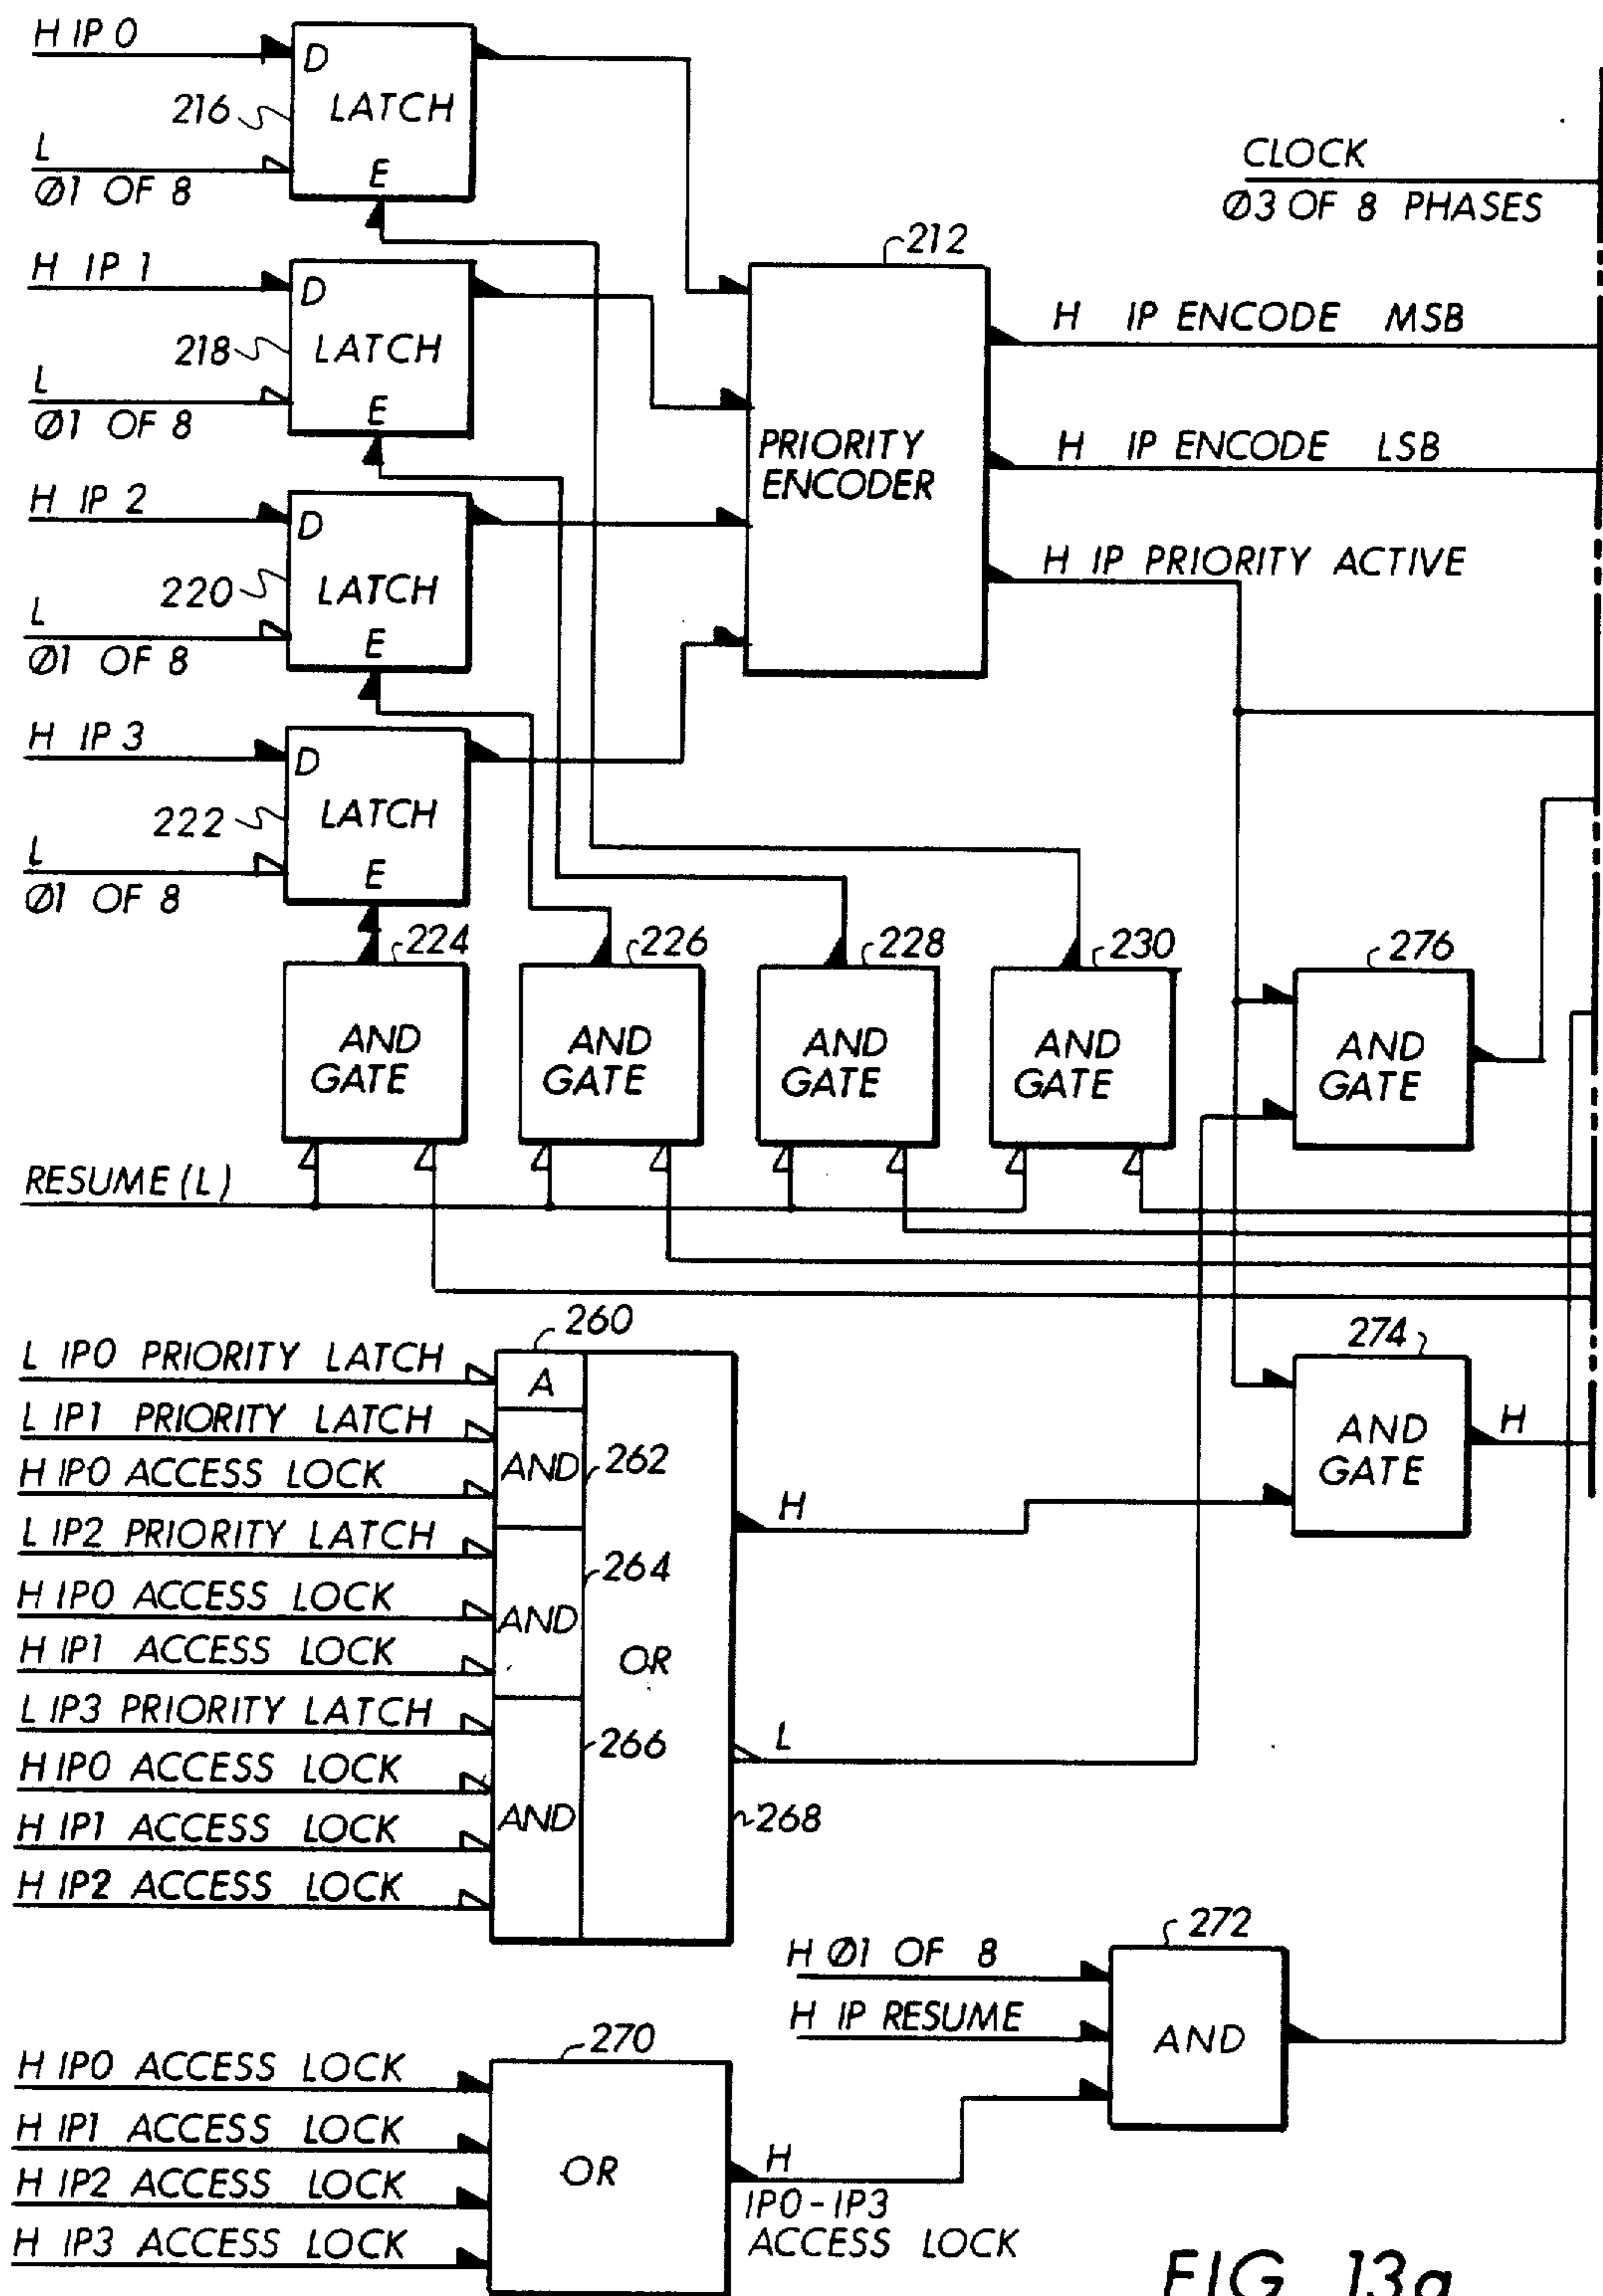 H IP 0
D
LATCH
216
L
Ø1 OF 8
E
CLOCK
Ø3 OF 8 PHASES
H IP 1
D
LATCH
218
L
Ø1 OF 8
E
212
PRIORITY
ENCODER
H IP ENCODE MSB
H IP ENCODE LSB
H IP PRIORITY ACTIVE
H IP 2
D
LATCH
220
L
Ø1 OF 8
E
H IP 3
D
LATCH
222
L
Ø1 OF 8
E
224
AND
GATE
226
AND
GATE
228
AND
GATE
230
AND
GATE
276
AND
GATE
RESUME (L)
260
L IP0 PRIORITY LATCH
A
L IP1 PRIORITY LATCH
H IP0 ACCESS LOCK
AND
262
L IP2 PRIORITY LATCH
H IP0 ACCESS LOCK
H IP1 ACCESS LOCK
AND
264
L IP3 PRIORITY LATCH
H IP0 ACCESS LOCK
H IP1 ACCESS LOCK
H IP2 ACCESS LOCK
AND
266
OR
268
H
L
274
AND
GATE
H
272
H Ø1 OF 8
H IP RESUME
AND
270
H IP0 ACCESS LOCK
H IP1 ACCESS LOCK
H IP2 ACCESS LOCK
H IP3 ACCESS LOCK
OR
H
IP0-IP3
ACCESS LOCK
FIG. 13a